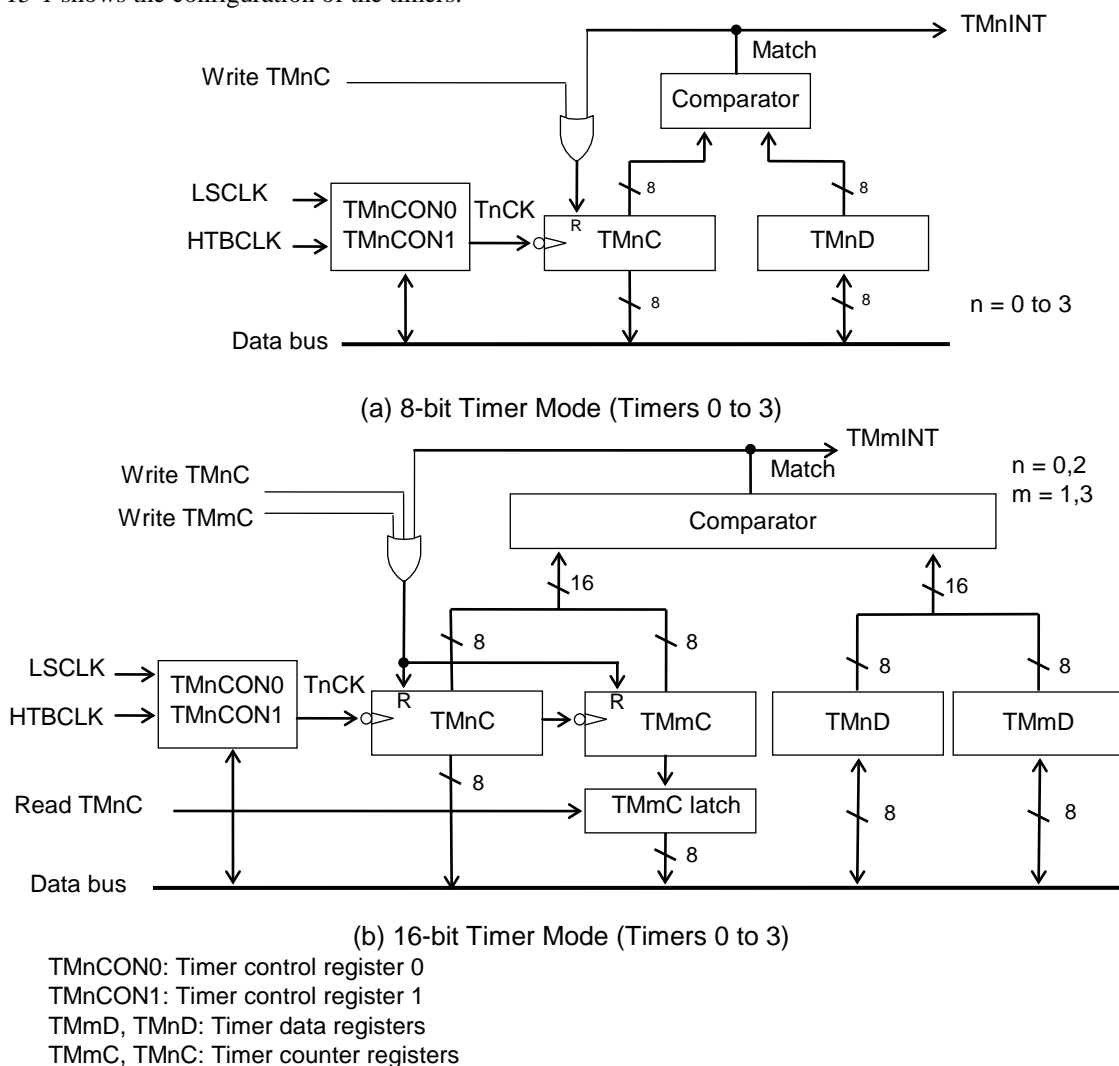 15-1 shows the configuration of the timers.
TMnINT
Match
Write TMnC
Comparator
8
8
LSCLK
HTBCLK
TMnCON0
TMnCON1
TnCK
R
TMnC
TMnD
8
8
n = 0 to 3
Data bus
(a) 8-bit Timer Mode (Timers 0 to 3)
TMmINT
Match
n = 0,2
m = 1,3
Write TMnC
Write TMmC
Comparator
16
16
8
8
8
8
LSCLK
HTBCLK
TMnCON0
TMnCON1
TnCK
R
TMnC
R
TMmC
TMnD
TMmD
8
Read TMnC
TMmC latch
8
8
8
Data bus
(b) 16-bit Timer Mode (Timers 0 to 3)
TMnCON0: Timer control register 0
TMnCON1: Timer control register 1
TMmD, TMnD: Timer data registers
TMmC, TMnC: Timer counter registers